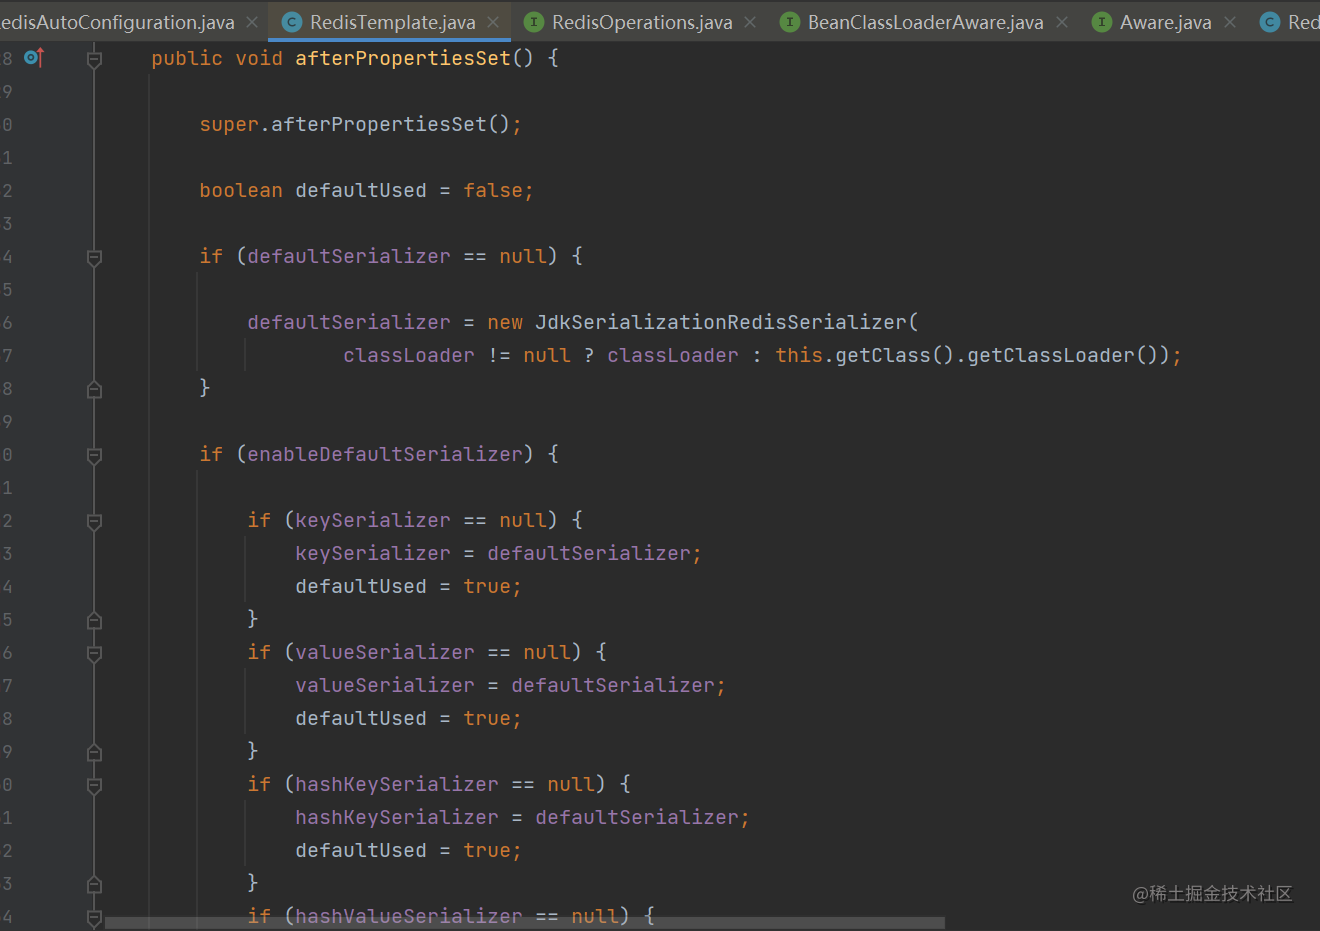 edisAutoConfiguration.java RedisTemplate.java RedisOperations.java BeanClassLoaderAware.java Aware.java Red
8 public void afterPropertiesSet() {
9
0 super.afterPropertiesSet();
1
2 boolean defaultUsed = false;
3
4 if (defaultSerializer == null) {
5
6 defaultSerializer = new JdkSerializationRedisSerializer(
7 classLoader != null ? classLoader : this.getClass().getClassLoader());
8 }
9
0 if (enableDefaultSerializer) {
1
2 if (keySerializer == null) {
3 keySerializer = defaultSerializer;
4 defaultUsed = true;
5 }
6 if (valueSerializer == null) {
7 valueSerializer = defaultSerializer;
8 defaultUsed = true;
9 }
0 if (hashKeySerializer == null) {
1 hashKeySerializer = defaultSerializer;
2 defaultUsed = true;
3 }
4 if (hashValueSerializer == null) {
@稀土掘金技术社区